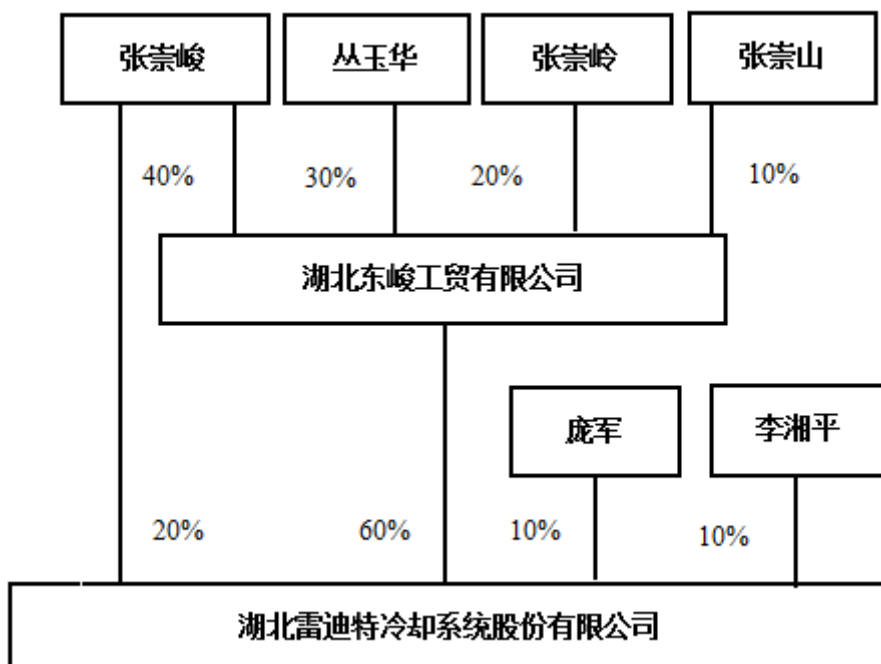 张崇峻
丛玉华
张崇岭
张崇山
40%
30%
20%
10%
湖北东峻工贸有限公司
庞军
李湘平
20%
60%
10%
10%
湖北雷迪特冷却系统股份有限公司